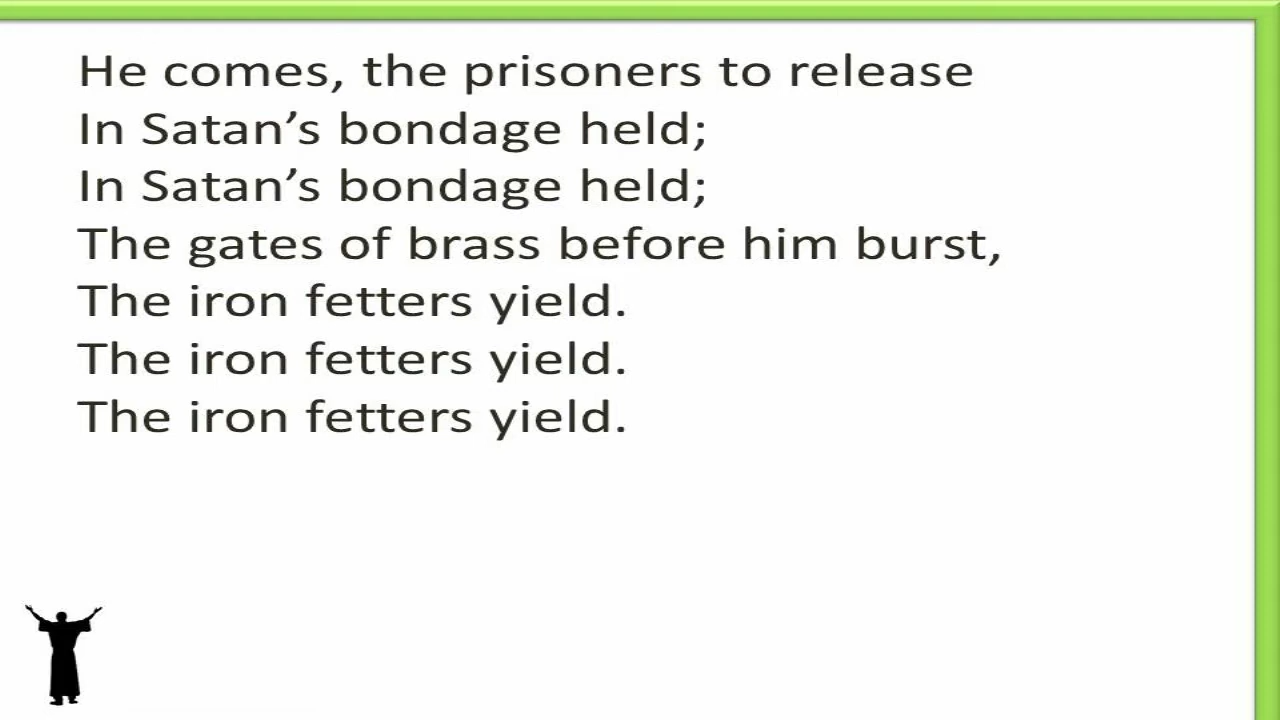 He comes, the prisoners to release
In Satan’s bondage held;
In Satan’s bondage held;
The gates of brass before him burst,
The iron fetters yield.
The iron fetters yield.
The iron fetters yield.